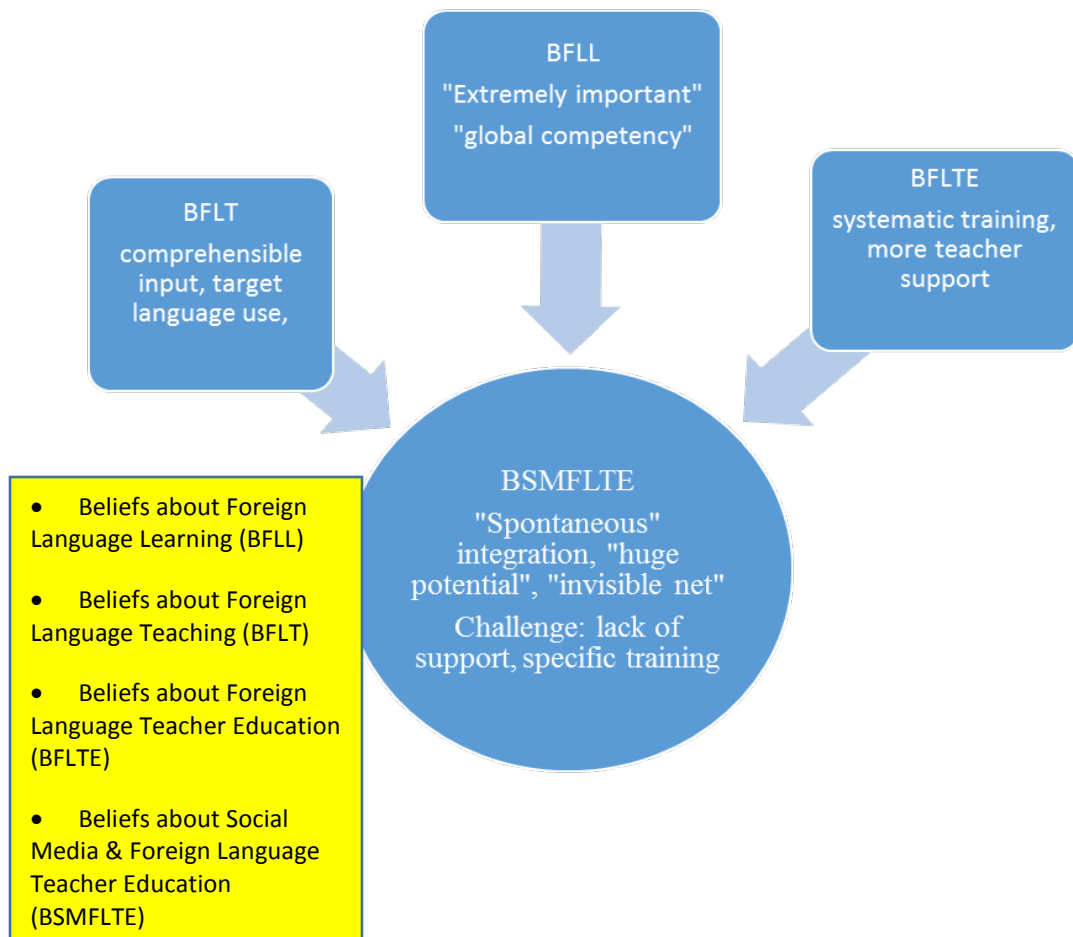 BFLL
"Extremely important"
"global competency"
BFLT
comprehensible
input, target
language use,
BFLTE
systematic training,
more teacher
support
BSMFLTE
"Spontaneous"
integration, "huge
potential", "invisible net"
Challenge: lack of
support, specific training
• Beliefs about Foreign
Language Learning (BFLL)
• Beliefs about Foreign
Language Teaching (BFLT)
• Beliefs about Foreign
Language Teacher Education
(BFLTE)
• Beliefs about Social
Media & Foreign Language
Teacher Education
(BSMFLTE)